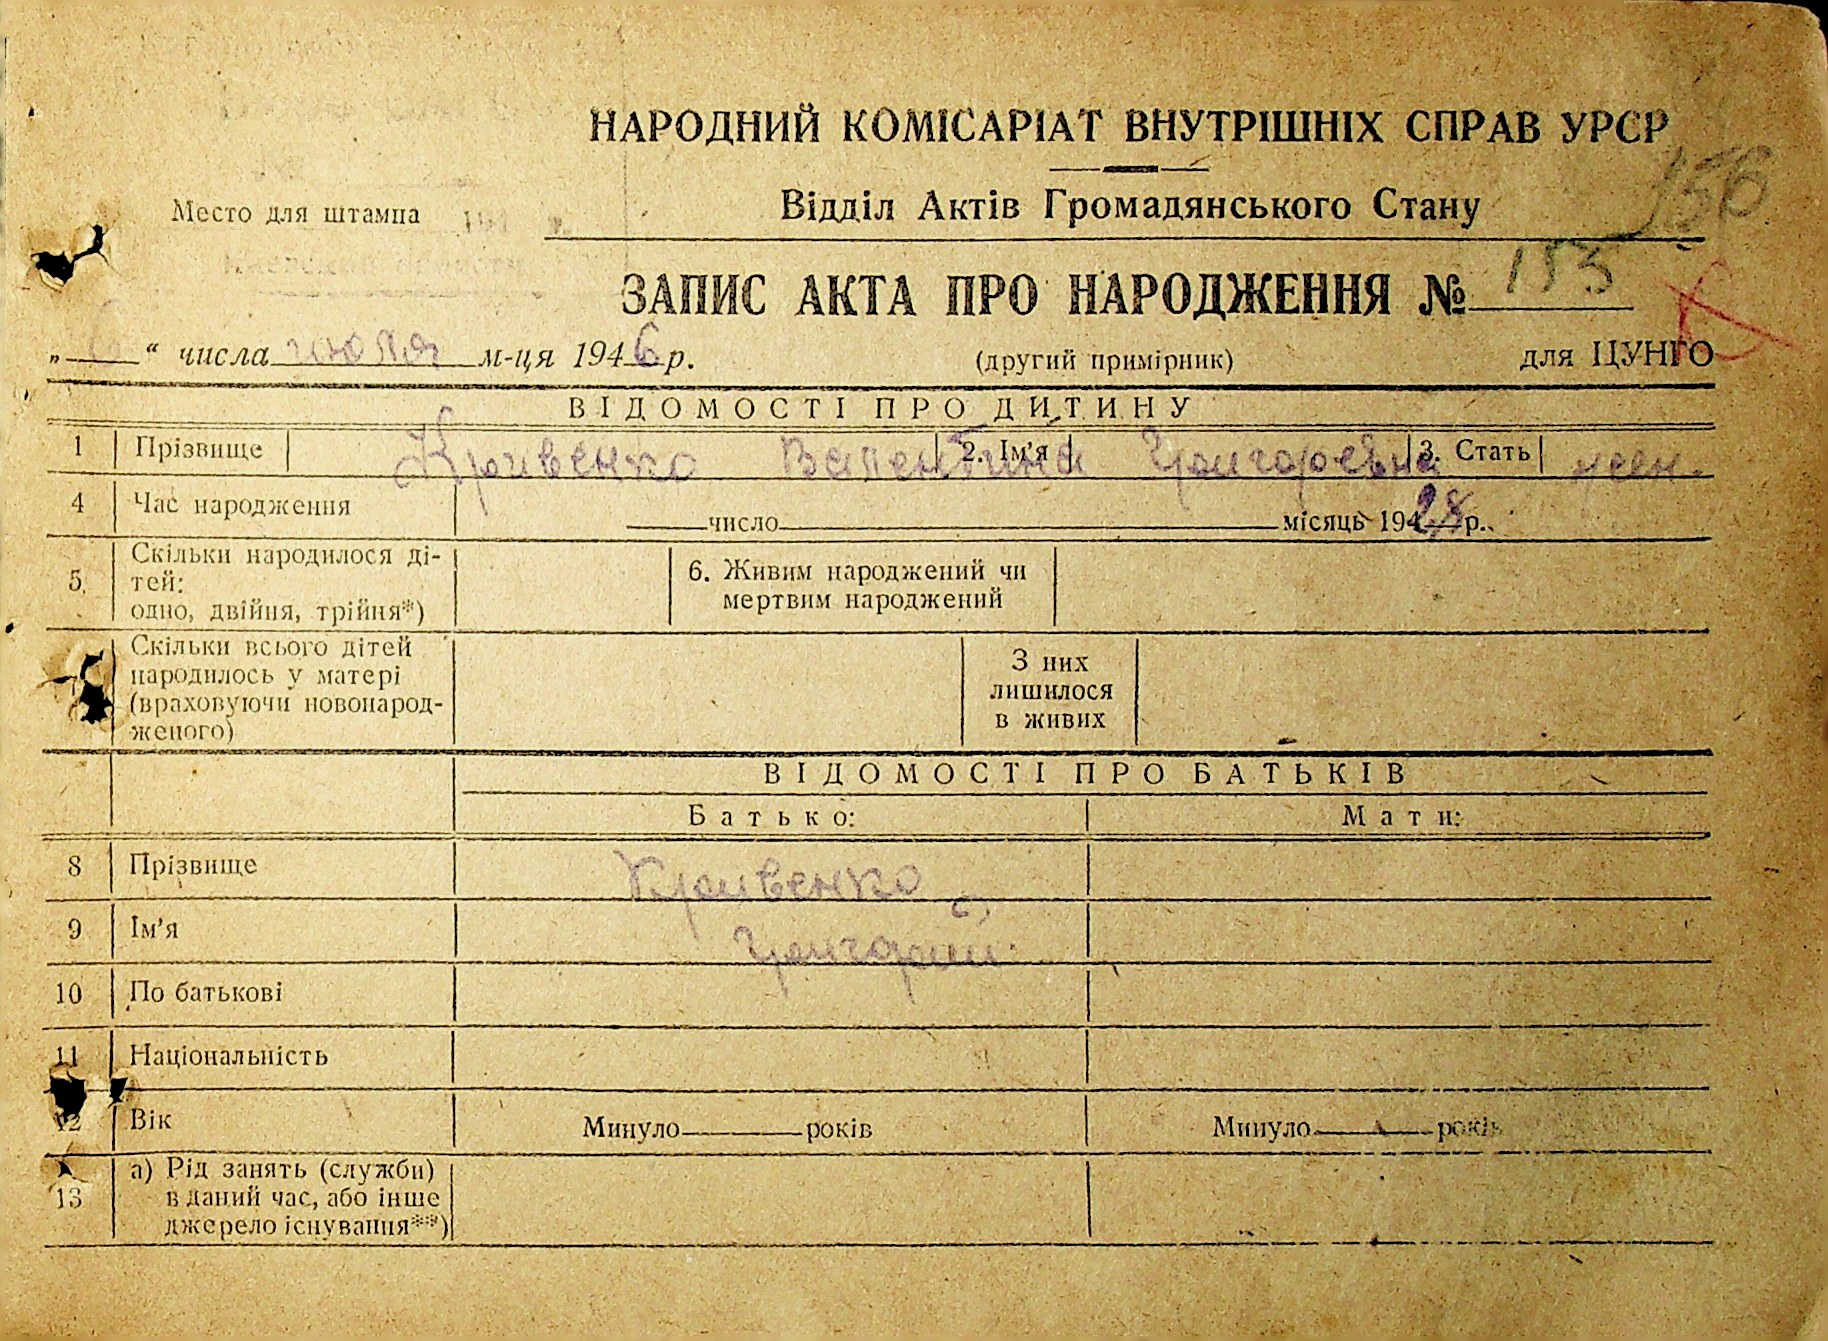 НАРОДНИЙ КОМІСАРІАТ ВНУТРІШНІХ СПРАВ УРСР
156
Место для штампа
Відділ Актів Громадянського Стану
ЗАПИС АКТА ПРО НАРОДЖЕННЯ № 153
„6“ числа июля м-ця 1946 р. (другий примірник) для ЦУНГО
ВІДОМОСТІ ПРО ДИТИНУ
1 Прізвище Кривенко Валентина Григорьевна 2. Ім'я 3. Стать жен.
4 Час народження число місяць 1928 р.
5. Скільки народилося ді-
тей:
одно, двійня, трійня*)
6. Живим народжений чи
мертвим народжений
Скільки всього дітей
народилось у матері
(враховуючи новонарод-
женого)
З них
лишилося
в живих
ВІДОМОСТІ ПРО БАТЬКІВ
Батько: Мати:
8 Прізвище Кривенко
9 Ім'я Григорий
10 По батькові
11 Національність
12 Вік Минуло років Минуло років
13 а) Рід занять (служби)
в даний час, або інше
джерело існування**)